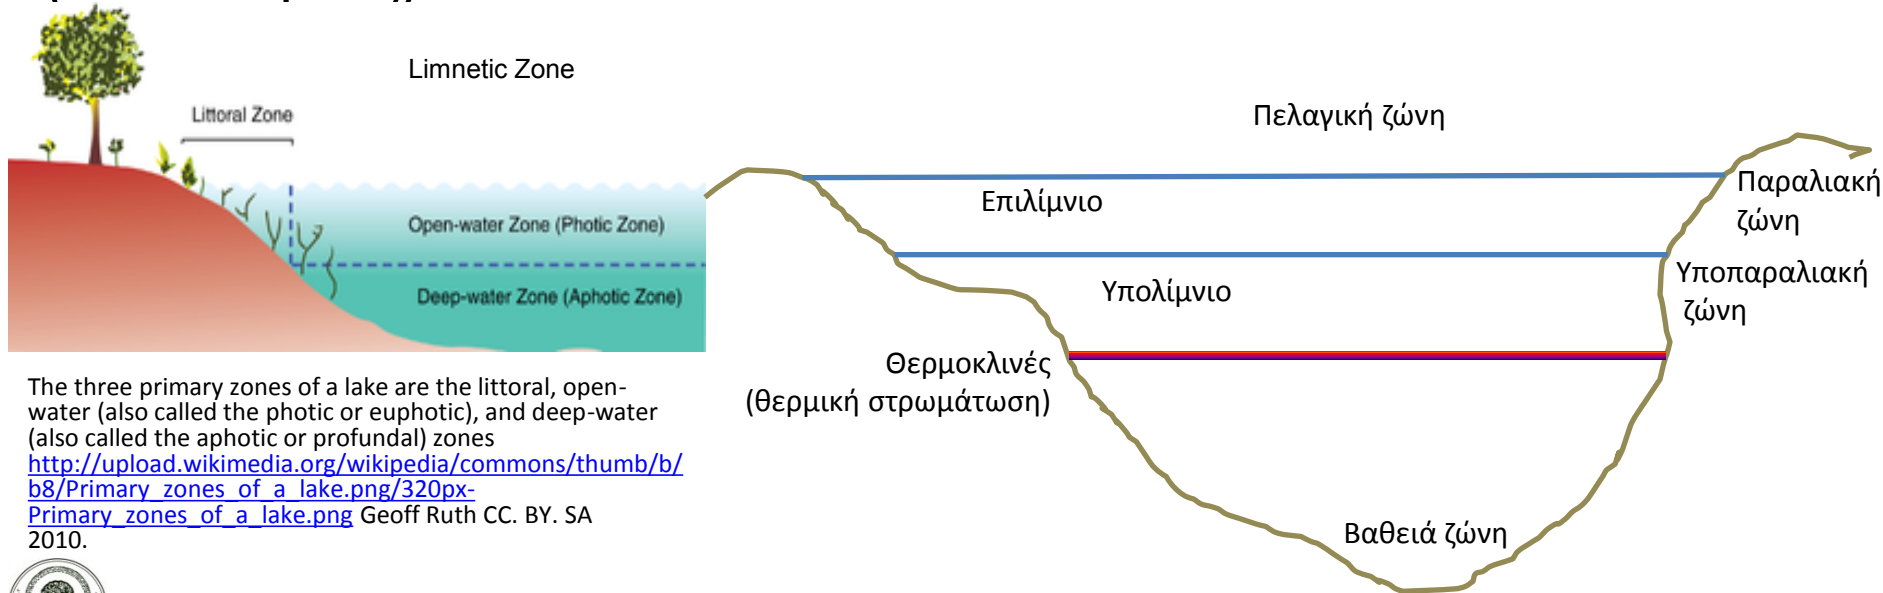 Limnetic Zone
Littoral Zone
Open-water Zone (Photic Zone)
Deep-water Zone (Aphotic Zone)
The three primary zones of a lake are the littoral, open-
water (also called the photic or euphotic), and deep-water
(also called the aphotic or profundal) zones
http://upload.wikimedia.org/wikipedia/commons/thumb/b/
b8/Primary_zones_of_a_lake.png/320px-
Primary_zones_of_a_lake.png Geoff Ruth CC. BY. SA
2010.
Πελαγική ζώνη
Επιλίμνιο
Παραλιακή
ζώνη
Υπολίμνιο
Υποπαραλιακή
ζώνη
Θερμοκλινές
(θερμική στρωμάτωση)
Βαθειά ζώνη